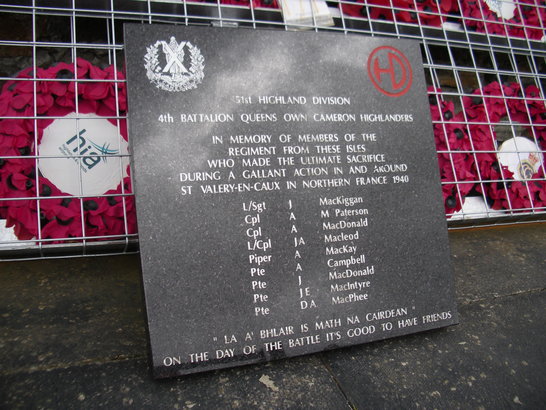 HD
51st HIGHLAND DIVISION
4th BATTALION QUEENS OWN CAMERON HIGHLANDERS
IN MEMORY OF MEMBERS OF THE
REGIMENT FROM THESE ISLES
WHO MADE THE ULTIMATE SACRIFICE
DURING A GALLANT ACTION IN AND AROUND
ST VALERY-EN-CAUX IN NORTHERN FRANCE 1940
L/Sgt J MacKiggan
Cpl A M Paterson
Cpl A MacDonald
L/Cpl JA Macleod
Piper A MacKay
Pte A Campbell
Pte J MacDonald
Pte J E MacIntyre
Pte D A MacPhee
" LA A' BHLAIR IS MATH NA CAIRDEAN "
ON THE DAY OF THE BATTLE IT'S GOOD TO HAVE FRIENDS
hia